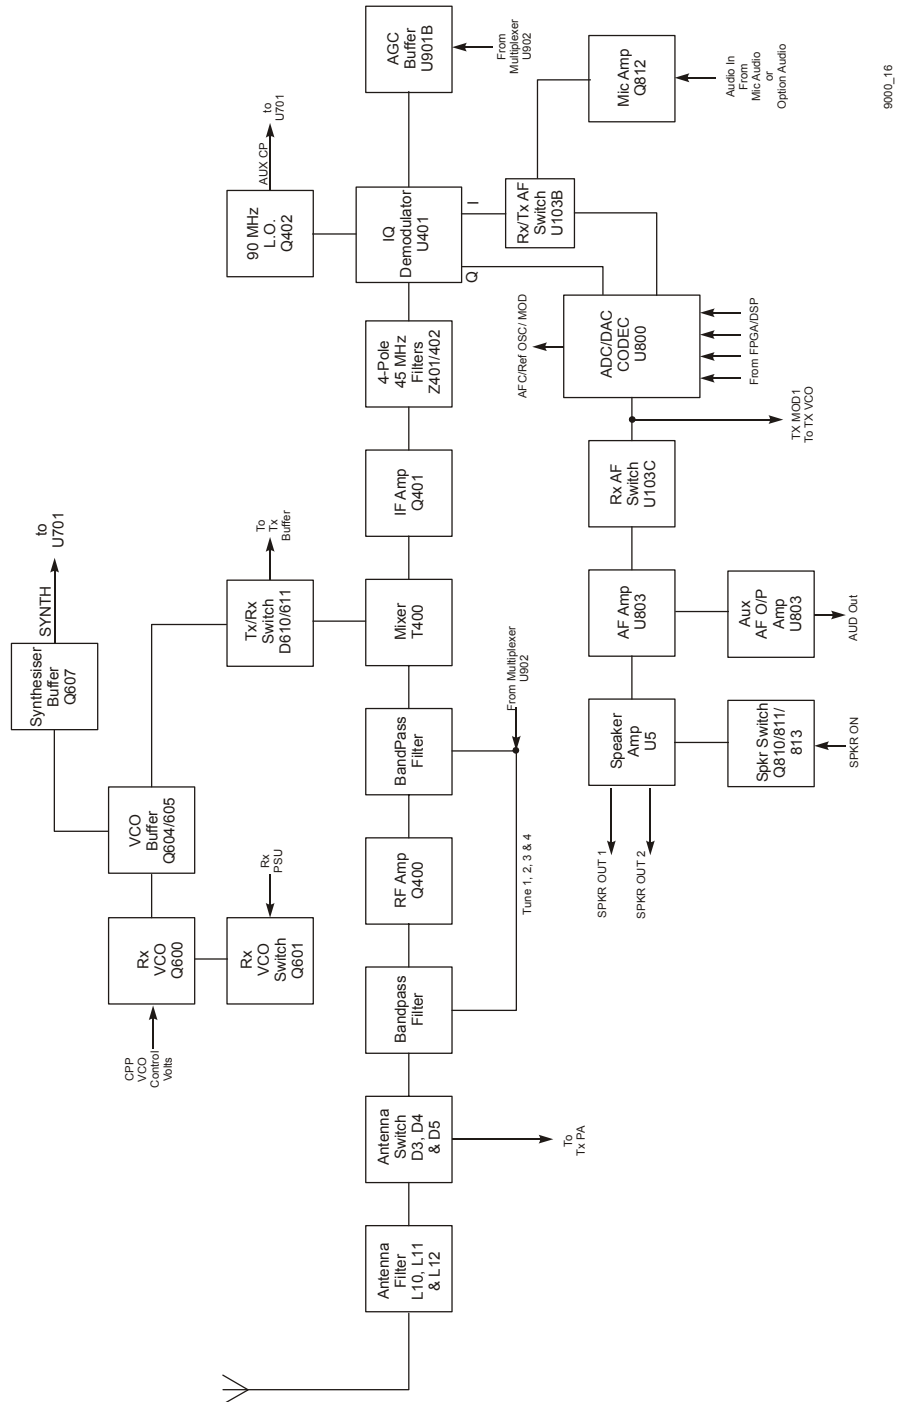 Synthesiser
Buffer
Q607
SYNTH
to
U701
CPP
VCO
Control
Volts
Rx
VCO
Q600
VCO
Buffer
Q604/605
Rx
VCO
Switch
Q601
Rx
PSU
Tx/Rx
Switch
D610/611
To
Tx
Buffer
90 MHz
L.O.
Q402
AUX CP
to
U701
Antenna
Filter
L10, L11
& L12
Antenna
Switch
D3, D4
& D5
To
Tx PA
Bandpass
Filter
RF Amp
Q400
BandPass
Filter
Tune 1, 2, 3 & 4
From Multiplexer
U902
Mixer
T400
IF Amp
Q401
4-Pole
45 MHz
Filters
Z401/402
IQ
Demodulator
U401
Q
I
AGC
Buffer
U901B
From
Multiplexer
U902
Rx/Tx AF
Switch
U103B
Mic Amp
Q812
Audio In
From
Mic Audio
or
Option Audio
AFC/Ref OSC/ MOD
ADC/DAC
CODEC
U800
From FPGA/DSP
TX MOD1
To TX VCO
Rx AF
Switch
U103C
AF Amp
U803
Aux
AF O/P
Amp
U803
AUD Out
Speaker
Amp
U5
Spkr Switch
Q810/811/
813
SPKR ON
SPKR OUT 1
SPKR OUT 2
9000_16